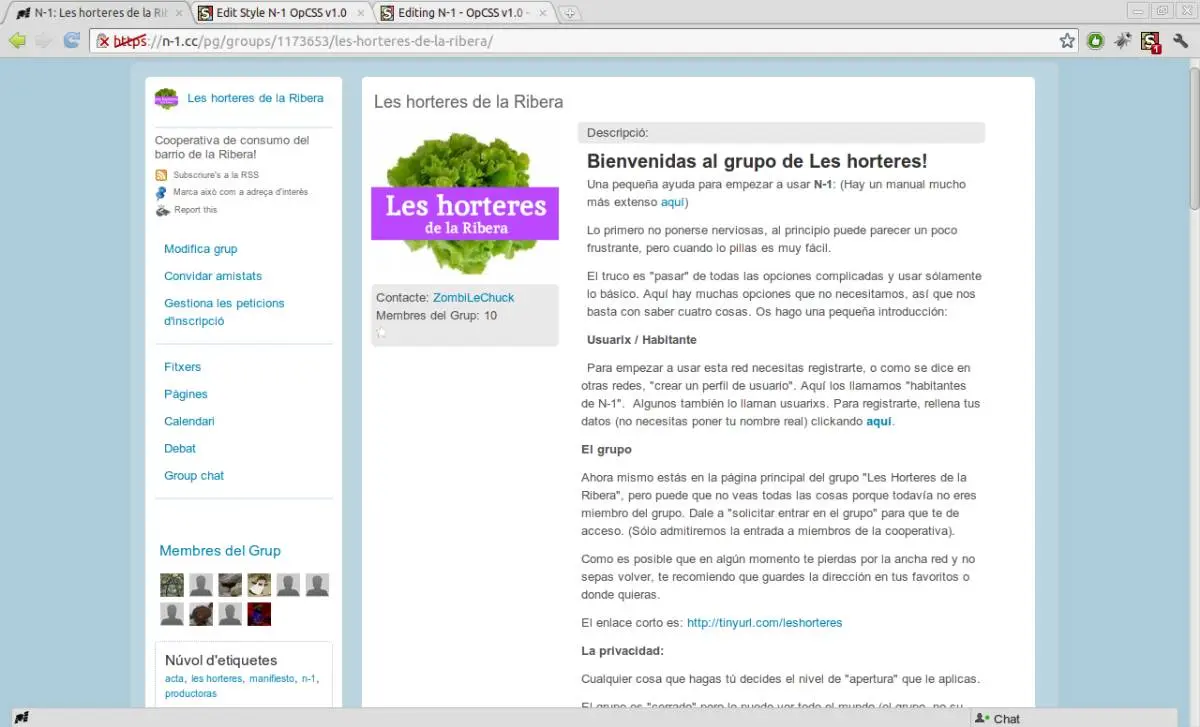 N-1: Les horteres de la Ri
Edit Style N-1 OpCSS v1.0
Editing N-1 - OpCSS v1.0 -
https://n-1.cc/pg/groups/1173653/les-horteres-de-la-ribera/
1
Les horteres de la Ribera
Cooperativa de consumo del
barrio de la Ribera!
Subscriure's a la RSS
Marca això com a adreça d'interès
Report this
Modifica grup
Convidar amistats
Gestiona les peticions
d'inscripció
Fitxers
Pàgines
Calendari
Debat
Group chat
Membres del Grup
Núvol d'etiquetes
acta, les horteres, manifiesto, n-1,
productoras
Les horteres de la Ribera
Les horteres
de la Ribera
Contacte: ZombiLeChuck
Membres del Grup: 10
Descripció:
Bienvenidas al grupo de Les horteres!
Una pequeña ayuda para empezar a usar N-1: (Hay un manual mucho
más extenso aquí)
Lo primero no ponerse nerviosas, al principio puede parecer un poco
frustrante, pero cuando lo pillas es muy fácil.
El truco es "pasar" de todas las opciones complicadas y usar sólamente
lo básico. Aquí hay muchas opciones que no necesitamos, así que nos
basta con saber cuatro cosas. Os hago una pequeña introducción:
Usuarix / Habitante
Para empezar a usar esta red necesitas registrarte, o como se dice en
otras redes, "crear un perfil de usuario". Aquí los llamamos "habitantes
de N-1". Algunos también lo llaman usuarixs. Para registrarte, rellena tus
datos (no necesitas poner tu nombre real) clickando aquí.
El grupo
Ahora mismo estás en la página principal del grupo "Les Horteres de la
Ribera", pero puede que no veas todas las cosas porque todavía no eres
miembro del grupo. Dale a "solicitar entrar en el grupo" para que te de
acceso. (Sólo admitiremos la entrada a miembros de la cooperativa).
Como es posible que en algún momento te pierdas por la ancha red y no
sepas volver, te recomiendo que guardes la dirección en tus favoritos o
donde quieras.
El enlace corto es: http://tinyurl.com/leshorteres
La privacidad:
Cualquier cosa que hagas tú decides el nivel de "apertura" que le aplicas.
El grupo es "cerrado" pero lo puede ver todo el mundo (el grupo, no su
Chat